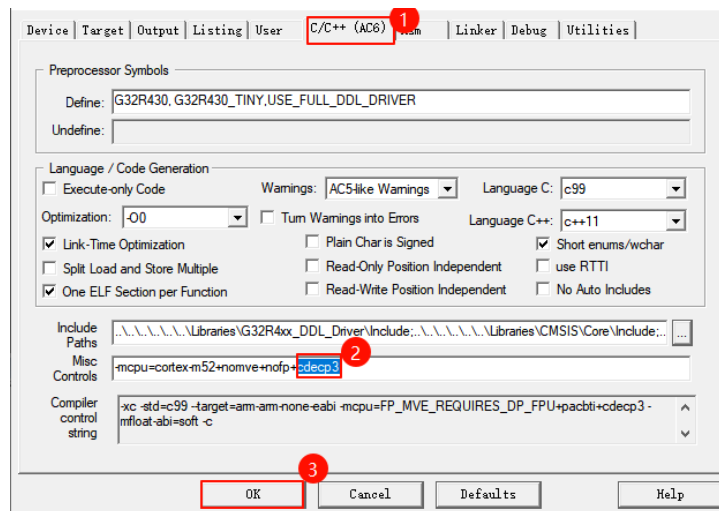 1
Device Target Output Listing User C/C++ (AC6) Linker Debug Utilities
Preprocessor Symbols
Define: G32R430, G32R430_TINY,USE_FULL_DDL_DRIVER
Undefine:
Language / Code Generation
Execute-only Code Warnings: AC5-like Warnings Language C: c99
Optimization: -O0 Turn Warnings into Errors Language C++: c++11
Link-Time Optimization Plain Char is Signed Short enums/wchar
Split Load and Store Multiple Read-Only Position Independent use RTTI
One ELF Section per Function Read-Write Position Independent No Auto Includes
Include Paths ..\..\..\..\..\..\Libraries\G32R4xx_DDL_Driver\Include;..\..\..\..\..\..\Libraries\CMSIS\Core\Include;.. ...
2
Misc Controls -mcpu=cortex-m52+nomve+nofp+cdecp3
Compiler control string -xc -std=c99 --target=arm-arm-none-eabi -mcpu=FP_MVE_REQUIRES_DP_FPU+pacbti+cdecp3 -
mfloat-abi=soft -c
3
OK Cancel Defaults Help